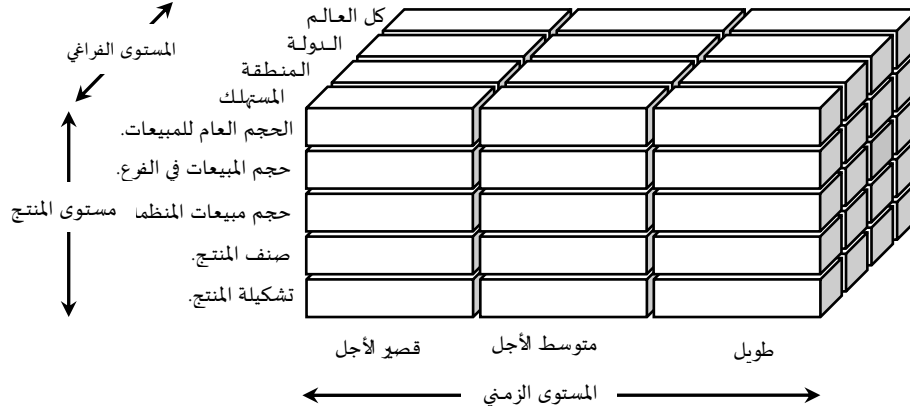 كل العالم
الدولة
المنطقة
المستهلك
المستوى الفراغي
الحجم العام للمبيعات.
حجم المبيعات في الفرع.
حجم مبيعات المنظما
صنف المنتج.
تشكيلة المنتج.
مستوى المنتج
قصير الأجل
متوسط الأجل
طويل
المستوى الزمني